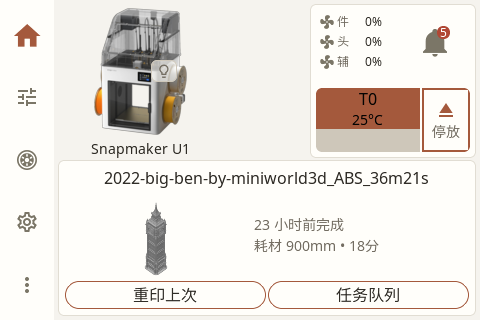 件 0%
头 0%
辅 0%
5
T0
25°C
停放
Snapmaker U1
2022-big-ben-by-miniworld3d_ABS_36m21s
23 小时前完成
耗材 900mm • 18分
重印上次
任务队列